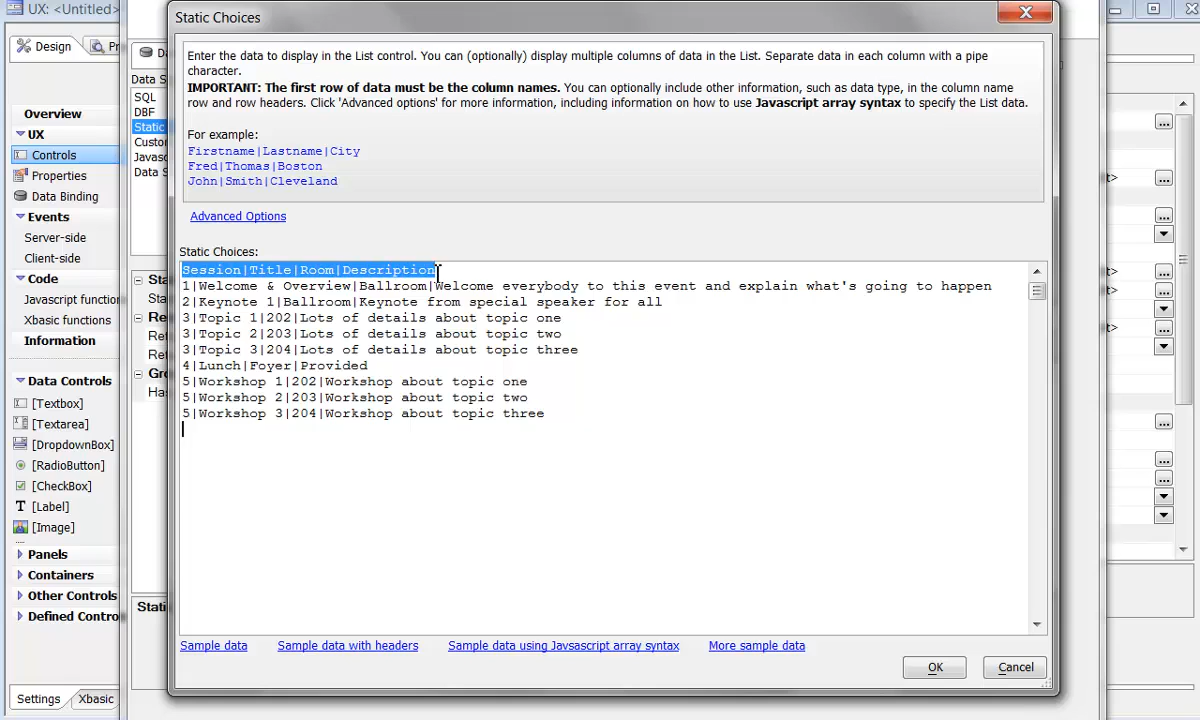 UX: <Untitled>
Static Choices
Design
Enter the data to display in the List control. You can (optionally) display multiple columns of data in the List. Separate data in each column with a pipe
character.
IMPORTANT: The first row of data must be the column names. You can optionally include other information, such as data type, in the column name
row and row headers. Click 'Advanced options' for more information, including information on how to use Javascript array syntax to specify the List data.
For example:
Firstname|Lastname|City
Fred|Thomas|Boston
John|Smith|Cleveland
Advanced Options
Static Choices:
Session|Title|Room|Description
1|Welcome & Overview|Ballroom|Welcome everybody to this event and explain what's going to happen
2|Keynote 1|Ballroom|Keynote from special speaker for all
3|Topic 1|202|Lots of details about topic one
3|Topic 2|203|Lots of details about topic two
3|Topic 3|204|Lots of details about topic three
4|Lunch|Foyer|Provided
5|Workshop 1|202|Workshop about topic one
5|Workshop 2|203|Workshop about topic two
5|Workshop 3|204|Workshop about topic three
Sample data
Sample data with headers
Sample data using Javsascript array syntax
More sample data
OK
Cancel
Overview
UX
Controls
Properties
Data Binding
Events
Server-side
Client-side
Code
Javascript function
Xbasic functions
Information
Data Controls
[Textbox]
[Textarea]
[DropdownBox]
[RadioButton]
[CheckBox]
[Label]
[Image]
Panels
Containers
Other Controls
Defined Contro
Settings
Xbasic
Data S
SQL
DBF
Static
Custo
Javasc
Data S